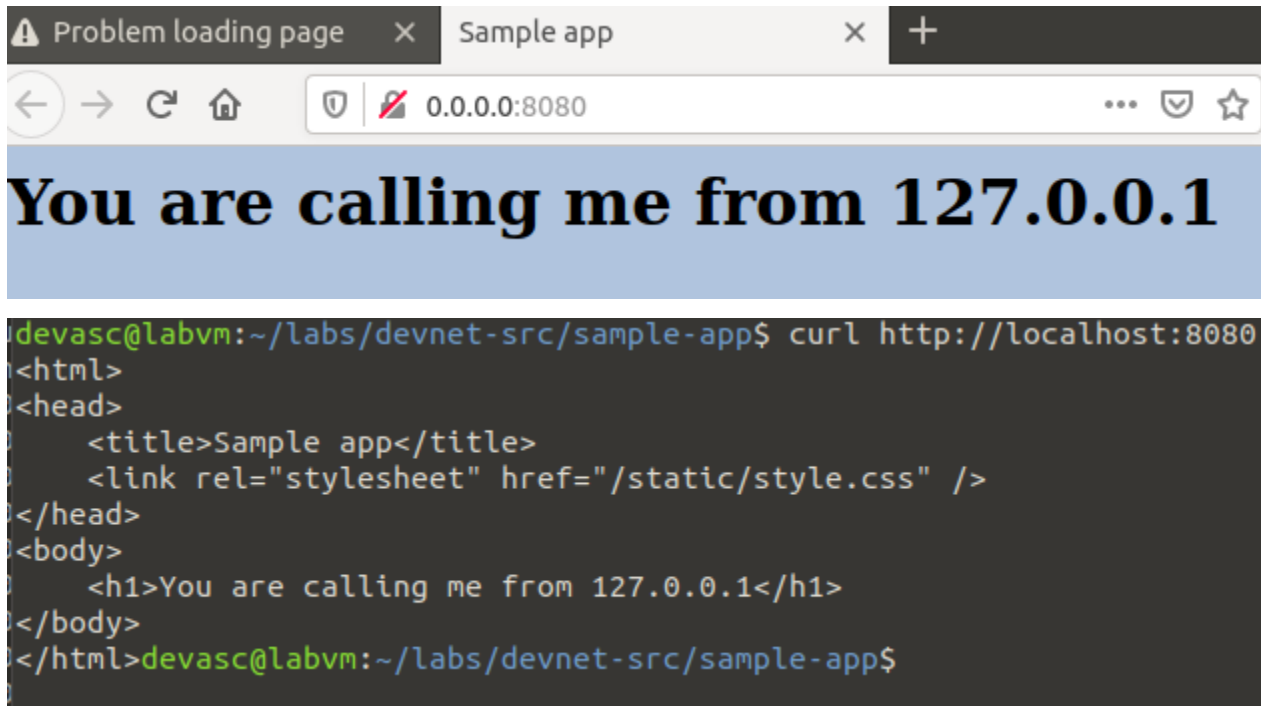 Problem loading page
Sample app
0.0.0.0:8080
You are calling me from 127.0.0.1
devasc@labvm:~/labs/devnet-src/sample-app$ curl http://localhost:8080
<html>
<head>
    <title>Sample app</title>
    <link rel="stylesheet" href="/static/style.css" />
</head>
<body>
    <h1>You are calling me from 127.0.0.1</h1>
</body>
</html>devasc@labvm:~/labs/devnet-src/sample-app$